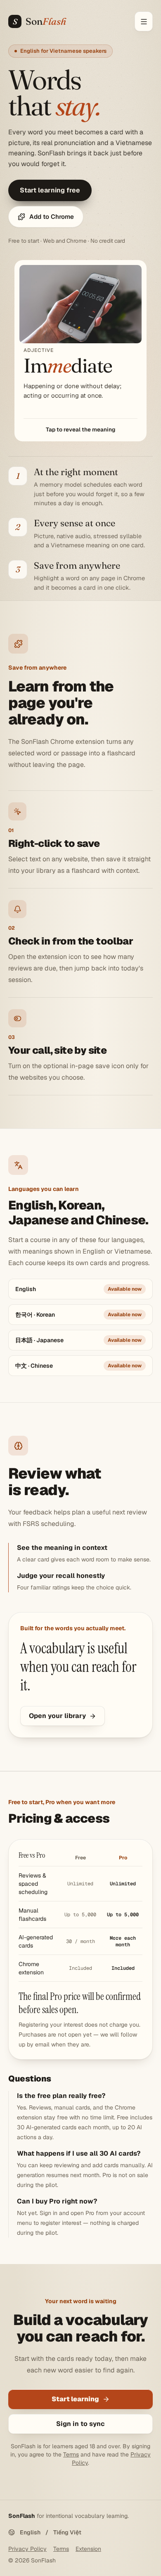 S SonFlash
English for Vietnamese speakers
Words
that stay.
Every word you meet becomes a card with a
picture, its real pronunciation and a Vietnamese
meaning. SonFlash brings it back just before
you would forget it.
Start learning free
Add to Chrome
Free to start · Web and Chrome · No credit card
ADJECTIVE
Immediate
Happening or done without delay;
or occurring at once.
Tap to reveal the meaning
1
At the right moment
A memory model schedules each word
just before you would forget it, so a few
minutes a day is enough.
2
Every sense at once
Picture, native audio, stressed syllable
and a Vietnamese meaning on one card.
3
Save from anywhere
Highlight a word on any page in Chrome
and it becomes a card in one click.
Save from anywhere
Learn from the
page you're
already on.
The SonFlash Chrome extension turns any
selected word or passage into a flashcard
without leaving the page.
01
Right-click to save
Select text on any website, then save it straight
into your library as a flashcard with context.
02
Check in from the toolbar
Open the extension icon to see how many
reviews are due, then jump back into today's
session.
03
Your call, site by site
Turn on the optional in-page save icon only for
the websites you choose.
Languages you can learn
English, Korean,
Japanese and Chinese.
Start a course in any of these four languages,
with meanings shown in English or Vietnamese.
Each course keeps its own cards and progress.
English Available now
한국어 · Korean Available now
日本語 · Japanese Available now
中文 · Chinese Available now
Review what
is ready.
Your feedback helps plan a useful next review
with FSRS scheduling.
See the meaning in context
A clear card gives each word room to make sense.
Judge your recall honestly
Four familiar ratings keep the choice quick.
Built for the words you actually meet.
A vocabulary is useful
when you can reach for
it.
Open your library →
Free to start, Pro when you want more
Pricing & access
Free vs Pro Free Pro
Reviews & spaced scheduling Unlimited Unlimited
Manual flashcards Up to 5,000 Up to 5,000
AI-generated cards 30 / month More each month
Chrome extension Included Included
The final Pro price will be confirmed
before sales open.
Registering your interest does not charge you.
Purchases are not open yet — we will follow
up by email when they are.
Questions
Is the free plan really free?
Yes. Reviews, manual cards, and the Chrome
extension stay free with no time limit. Free includes
30 AI-generated cards each month, up to 20 AI
actions a day.
What happens if I use all 30 AI cards?
You can keep reviewing and add cards manually. AI
generation resumes next month. Pro is not on sale
during the pilot.
Can I buy Pro right now?
Not yet. Sign in and open Pro from your account
menu to register interest — nothing is charged
during the pilot.
Your next word is waiting
Build a vocabulary
you can reach for.
Start with the cards ready today, then make
each new word easier to find again.
Start learning →
Sign in to sync
SonFlash is for learners aged 18 and over. By signing
in, you agree to the Terms and have read the Privacy
Policy.
SonFlash for intentional vocabulary learning.
English / Tiếng Việt
Privacy Policy Terms Extension
© 2026 SonFlash